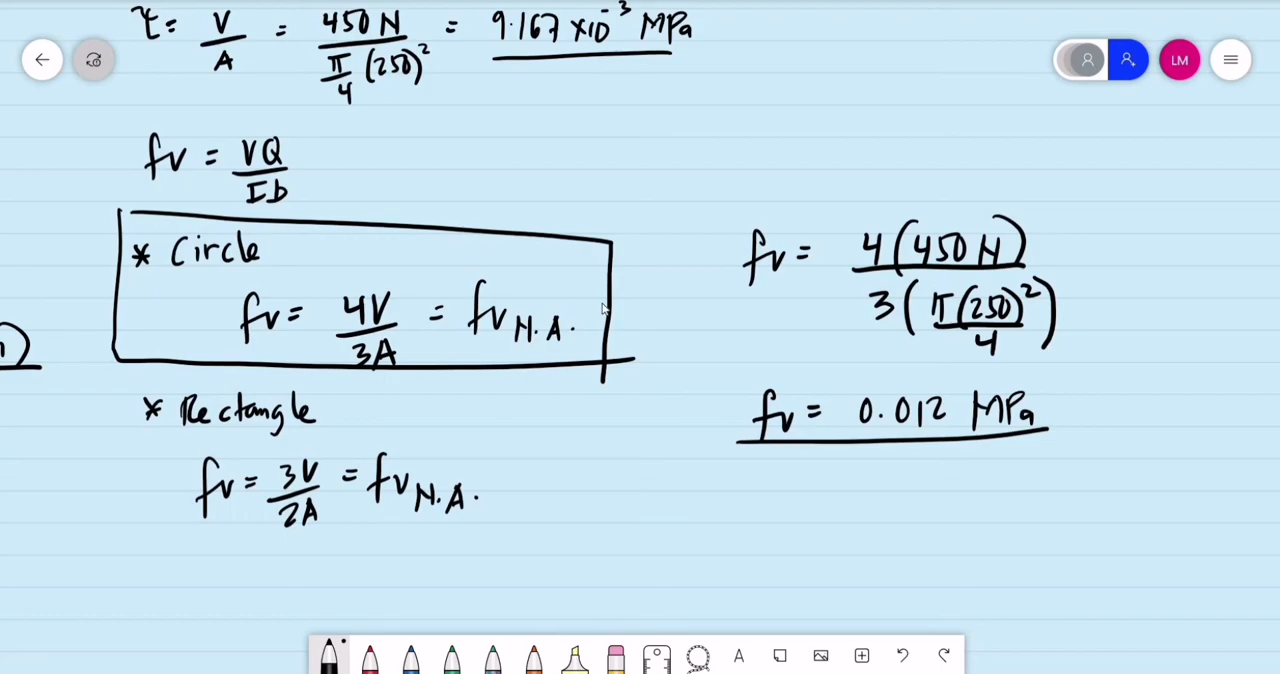 τ = V/A = 450 N / (π/4 (250)²) = 9.167 ×10⁻³ MPa
LM
fv = VQ/Ib
* Circle
fv = 4V/3A = fv N.A.
* Rectangle
fv = 3V/2A = fv N.A.
fv = 4(450 N) / 3(π(250)²/4)
fv = 0.012 MPa
A